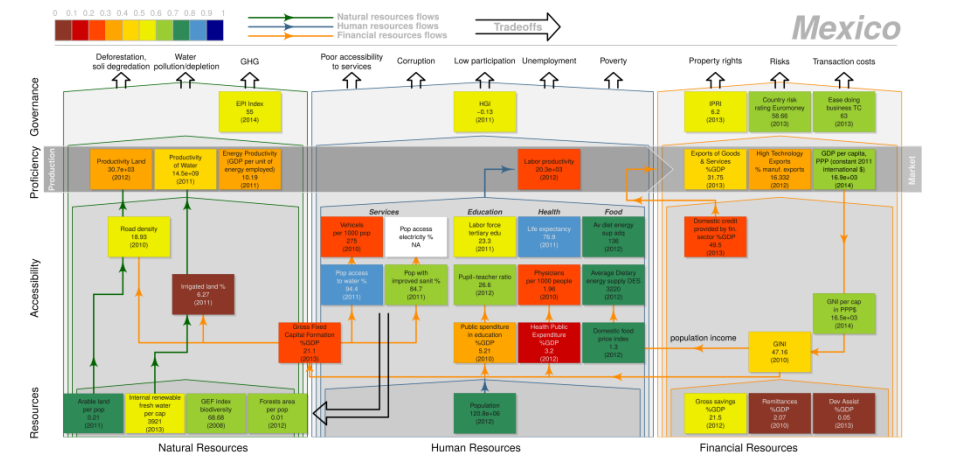 0 0.1 0.2 0.3 0.4 0.5 0.6 0.7 0.8 0.9 1
Natural resources flows
Human resources flows
Financial resources flows
Tradeoffs
Mexico
Deforestation,
soli degredation
Water
pollution/depletion
GHG
Poor accessibility
to services
Corruption
Low participation
Unemployment
Poverty
Property rights
Risks
Transaction costs
Governance
EPI Index
55
(2014)
HGI
−0.13
(2011)
IPRI
6.2
(2013)
Country risk
rating Euromoney
58.66
(2013)
Ease doing
business TC
63
(2013)
Proficiency
Production
Productivity Land
30.7e+03
(2012)
Productivity
of Water
14.5e+09
(2011)
Energy Productivity
(GDP per unit of
energy employed)
10.19
(2011)
Labor productivity
20.3e+03
(2012)
Exports of Goods
& Services
%GDP
31.75
(2013)
High Technology
Exports
% manuf. exports
16.332
(2012)
GDP per capita,
PPP (constant 2011
international $)
16.9e+03
(2014)
Market
Accessibility
Services
Education
Health
Food
Road density
18.93
(2010)
Vehicels
per 1000 pop
275
(2010)
Pop access
electricity %
NA
Labor force
tertiary edu
23.3
(2011)
Life expectancy
76.9
(2011)
Av diet energy
sup adq
136
(2012)
Domestic credit
provided by fin.
sector %GDP
49.5
(2013)
Irrigated land %
6.27
(2011)
Pop access
to water %
94.4
(2011)
Pop with
improved sanit %
84.7
(2011)
Pupil−teacher ratio
26.6
(2012)
Physicians
per 1000 people
1.96
(2010)
Average Dietary
energy supply DES
3220
(2012)
GNI per cap
in PPP$
16.5e+03
(2014)
Gross Fixed
Capital Formation
%GDP
21.1
(2013)
Public spenditure
in education
%GDP
5.21
(2010)
Health Public
Expenditure
%GDP
3.2
(2012)
Domestic food
price index
1.3
(2012)
population income
GINI
47.16
(2010)
Resources
Arable land
per pop
0.21
(2011)
Internal renewable
fresh water
per cap
3921
(2013)
GEF index
biodiversity
68.68
(2008)
Forests area
per pop
0.01
(2012)
Population
120.8e+06
(2012)
Gross savings
%GDP
21.5
(2012)
Remittances
%GDP
2.07
(2010)
Dev Assist
%GDP
0.05
(2013)
Natural Resources
Human Resources
Financial Resources